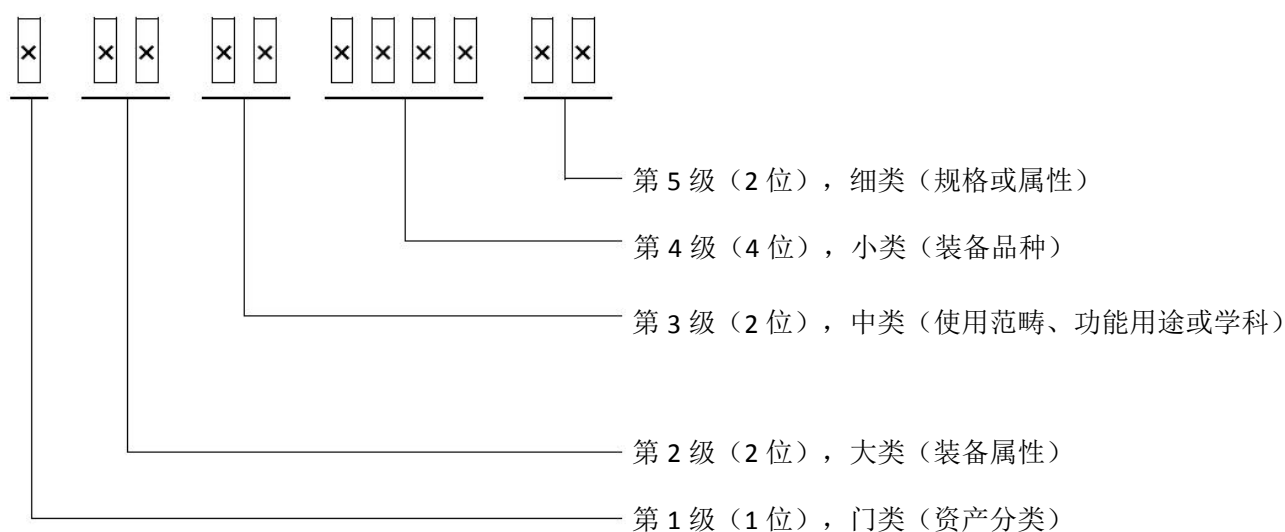 × ×× ×× ×××× ××
第 5 级（2 位），细类（规格或属性）
第 4 级（4 位），小类（装备品种）
第 3 级（2 位），中类（使用范畴、功能用途或学科）
第 2 级（2 位），大类（装备属性）
第 1 级（1 位），门类（资产分类）